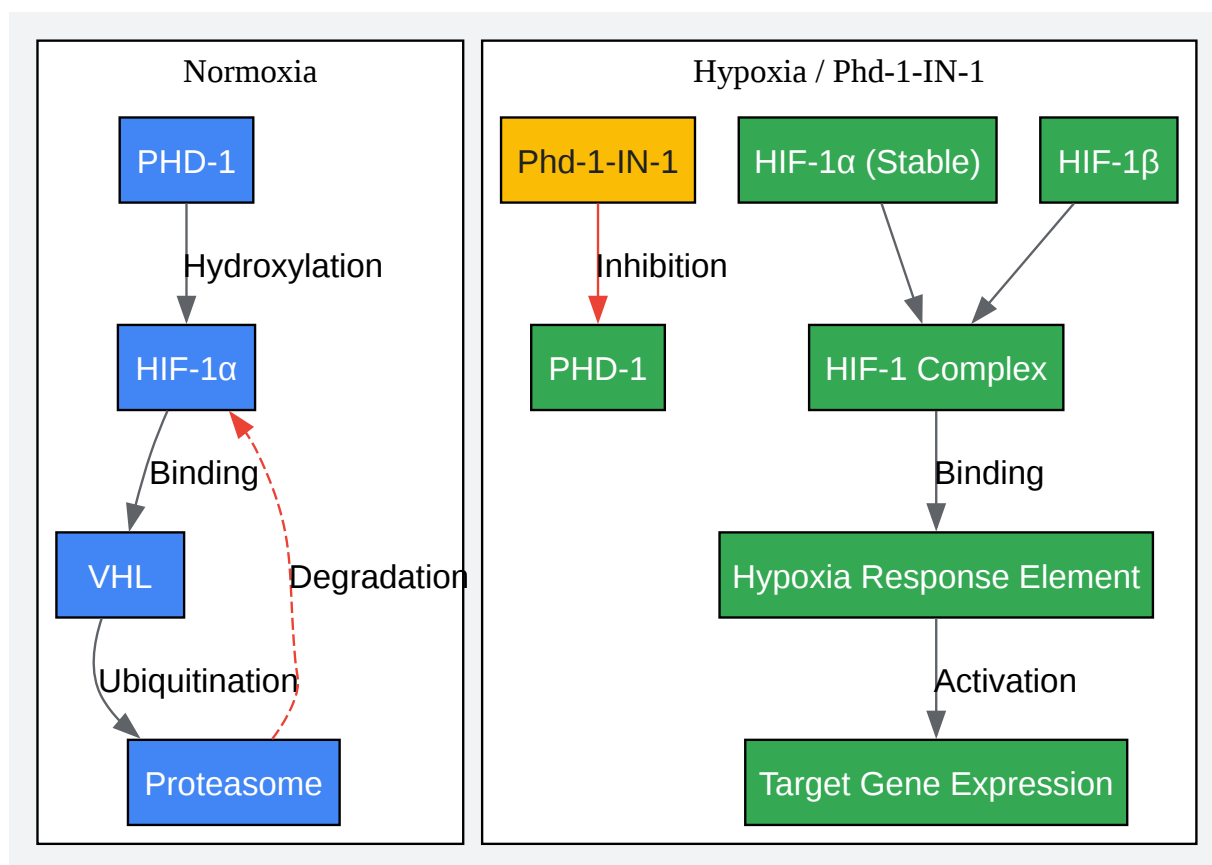 Normoxia
PHD-1
Hydroxylation
HIF-1α
Binding
VHL
Degradation
Ubiquitination
Proteasome
Hypoxia / Phd-1-IN-1
Phd-1-IN-1
HIF-1α (Stable)
HIF-1β
Inhibition
PHD-1
HIF-1 Complex
Binding
Hypoxia Response Element
Activation
Target Gene Expression